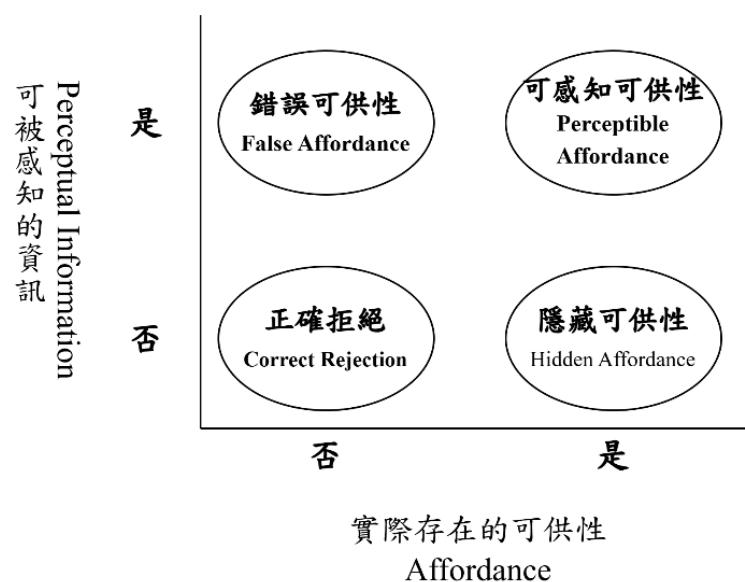 Perceptual Information
可被感知的資訊
是
錯誤可供性
False Affordance
可感知可供性
Perceptible
Affordance
否
正確拒絕
Correct Rejection
隱藏可供性
Hidden Affordance
否
是
實際存在的可供性
Affordance